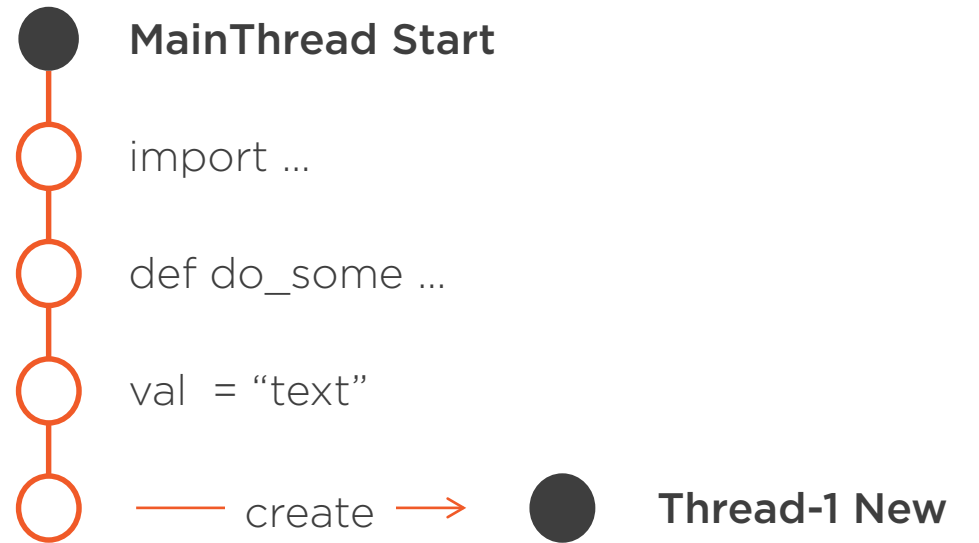 MainThread Start
import ...
def do_some ...
val  = “text”
create
Thread-1 New